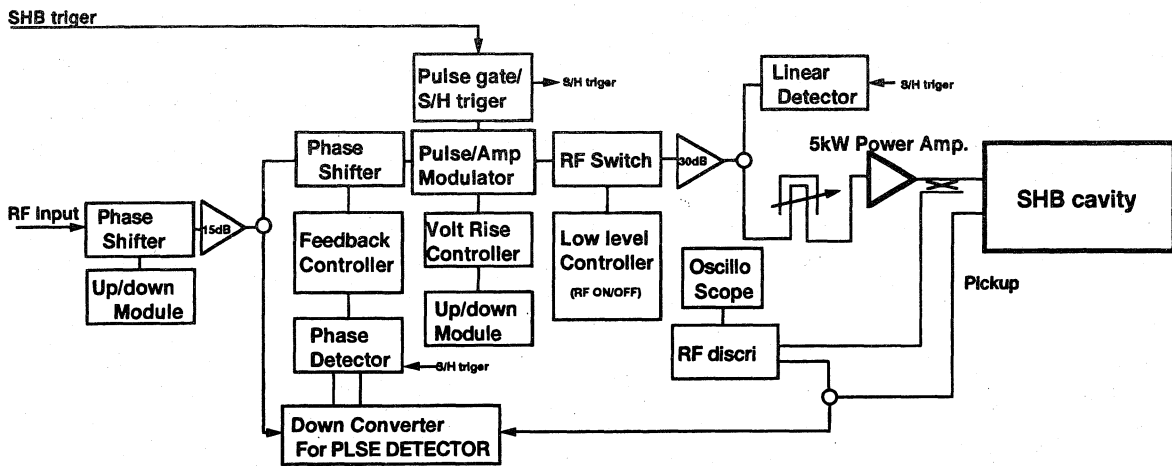 SHB triger
Pulse gate/
S/H triger
S/H triger
Linear
Detector
S/H triger
Phase
Shifter
Pulse/Amp
Modulator
RF Switch
30dB
5kW Power Amp.
SHB cavity
RF Input
Phase
Shifter
15dB
Feedback
Controller
Volt Rise
Controller
Low level
Controller
(RF ON/OFF)
Up/down
Module
Oscillo
Scope
Pickup
Up/down
Module
Phase
Detector
S/H triger
RF discri
Down Converter
For PLSE DETECTOR